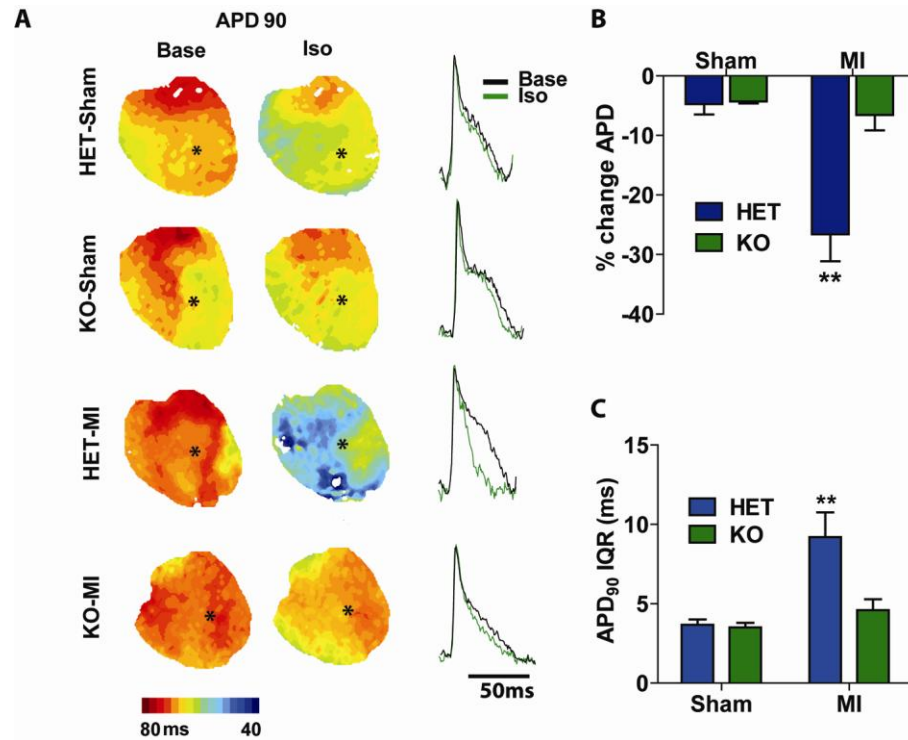 A
APD 90
Base
Iso
HET-Sham
KO-Sham
HET-MI
KO-MI
Base
Iso
*
*
*
*
*
*
*
*
50ms
80 ms
40
B
Sham
MI
0
-10
-20
-30
-40
% change APD
HET
KO
**
C
15
10
5
0
APD₉₀ IQR (ms)
HET
KO
**
Sham
MI